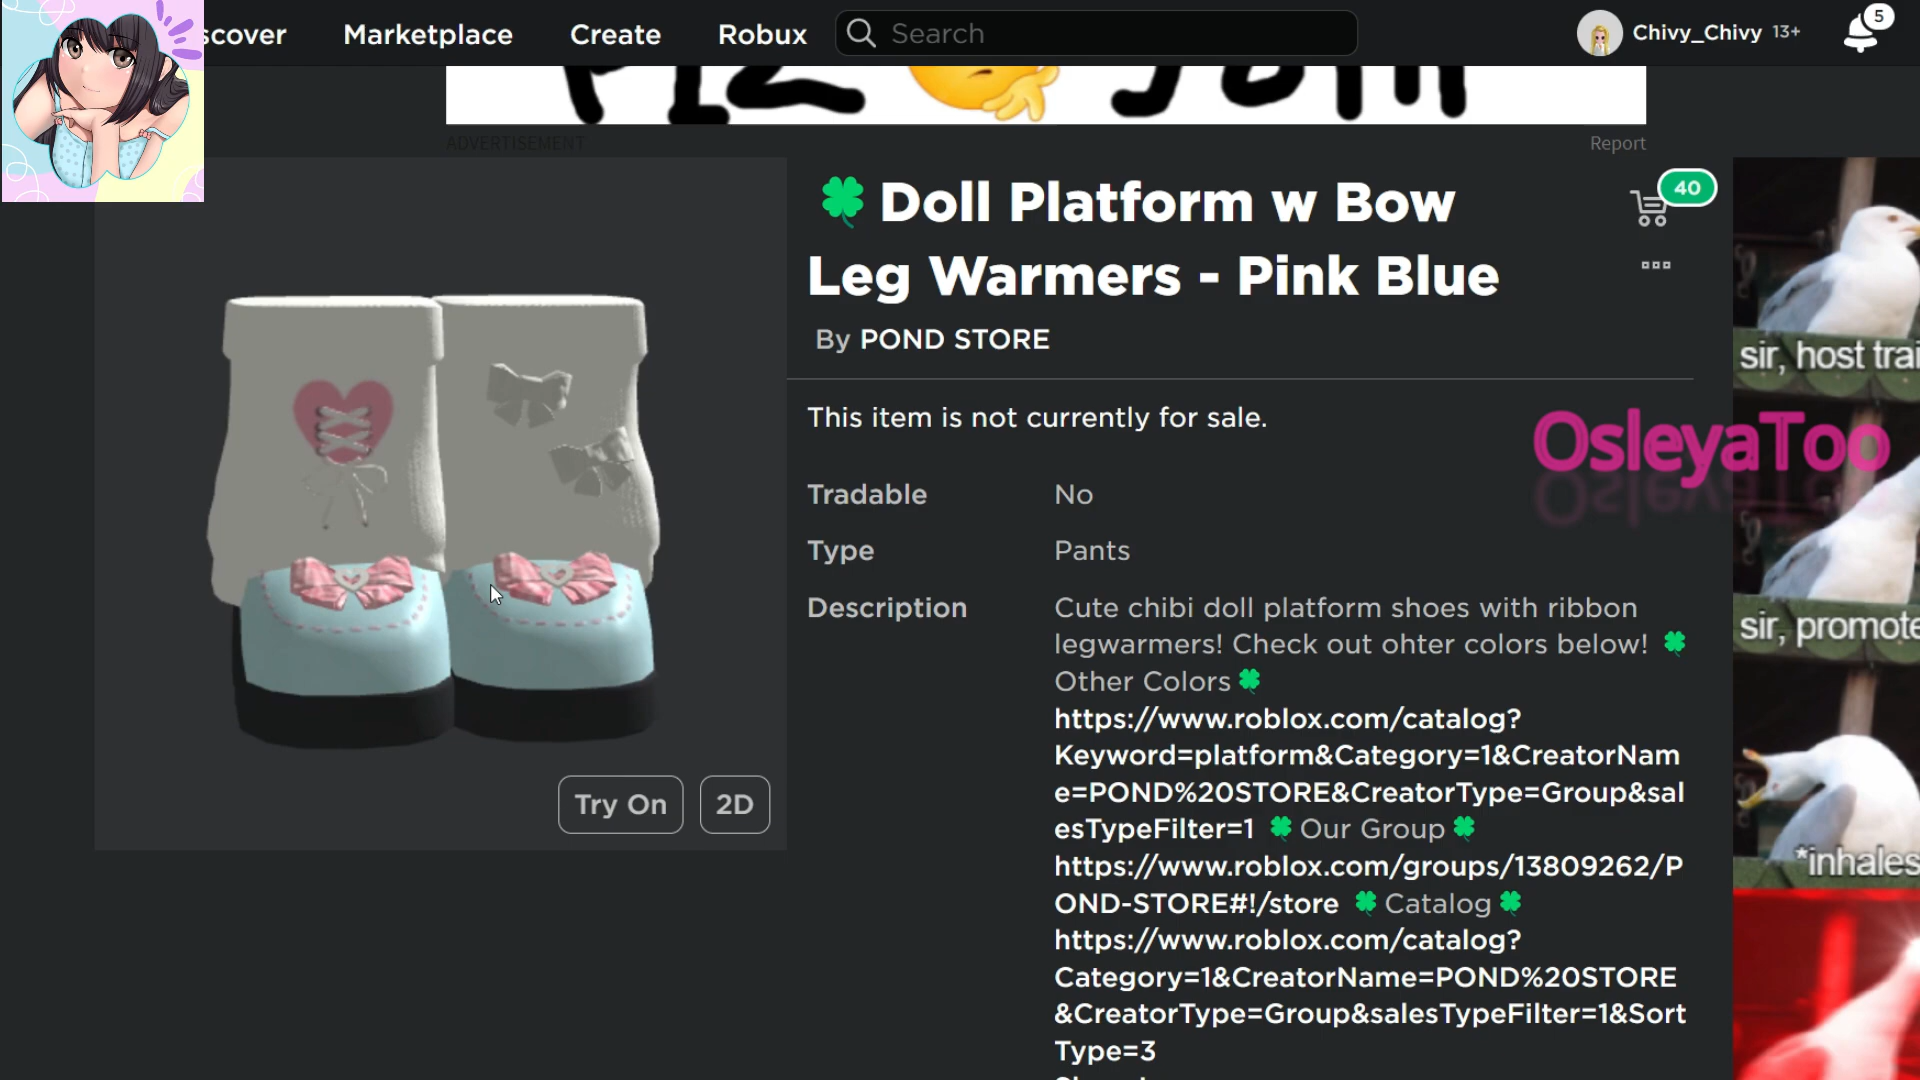 scover
Marketplace
Create
Robux
Search
Chivy_Chivy 13+
5
Plz Join
ADVERTISEMENT
Report
Doll Platform w Bow
Leg Warmers - Pink Blue
40
By POND STORE
This item is not currently for sale.
Tradable No
Type Pants
Description Cute chibi doll platform shoes with ribbon
legwarmers! Check out ohter colors below! 🍀
Other Colors 🍀
https://www.roblox.com/catalog?
Keyword=platform&Category=1&CreatorNam
e=POND%20STORE&CreatorType=Group&sal
esTypeFilter=1 🍀 Our Group 🍀
https://www.roblox.com/groups/13809262/P
OND-STORE#!/store 🍀 Catalog 🍀
https://www.roblox.com/catalog?
Category=1&CreatorName=POND%20STORE
&CreatorType=Group&salesTypeFilter=1&Sort
Type=3
Try On
2D
OsleyaToo
sir, host trai
sir, promote
*inhales